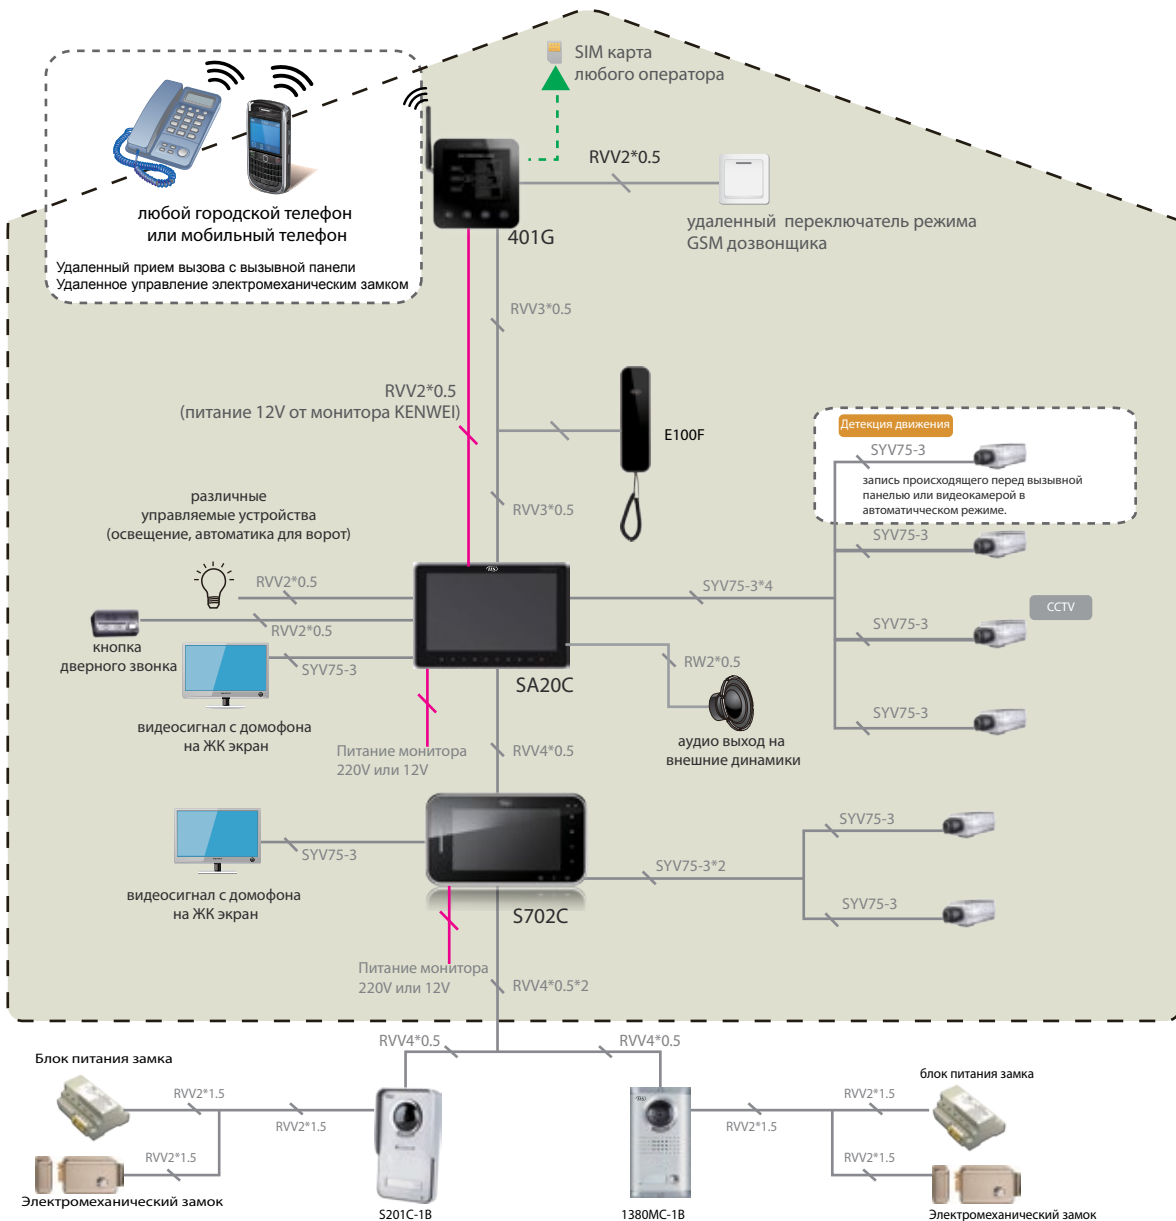 SIM карта
любого оператора
RVV2*0.5
удаленный переключатель режима
GSM дозвонщика
401G
любой городской телефон
или мобильный телефон
Удаленный прием вызова с вызывной панели
Удаленное управление электромеханическим замком
RVV3*0.5
RVV2*0.5
(питание 12V от монитора KENWEI)
E100F
Детекция движения
SYV75-3
запись происходящего перед вызывной
панелью или видеокамерой в
автоматиччском режиме.
различные
управляемые устройства
(освещение, автоматика для ворот)
RVV3*0.5
SYV75-3
RVV2*0.5
SYV75-3*4
CCTV
RVV2*0.5
SYV75-3
кнопка
дверного звонка
SYV75-3
RW2*0.5
SA20C
SYV75-3
видеосигнал с домофона
на ЖК экран
Питание монитора
220V или 12V
RVV4*0.5
аудио выход на
внешние динамики
SYV75-3
SYV75-3
SYV75-3*2
видеосигнал с домофона
на ЖК экран
S702C
SYV75-3
Питание монитора
220V или 12V
RVV4*0.5*2
RVV4*0.5
RVV4*0.5
Блок питания замка
RVV2*1.5
RVV2*1.5
RVV2*1.5
Электромеханический замок
S201C-1B
1380MC-1B
блок питания замка
RVV2*1.5
RVV2*1.5
RVV2*1.5
Электромеханический замок